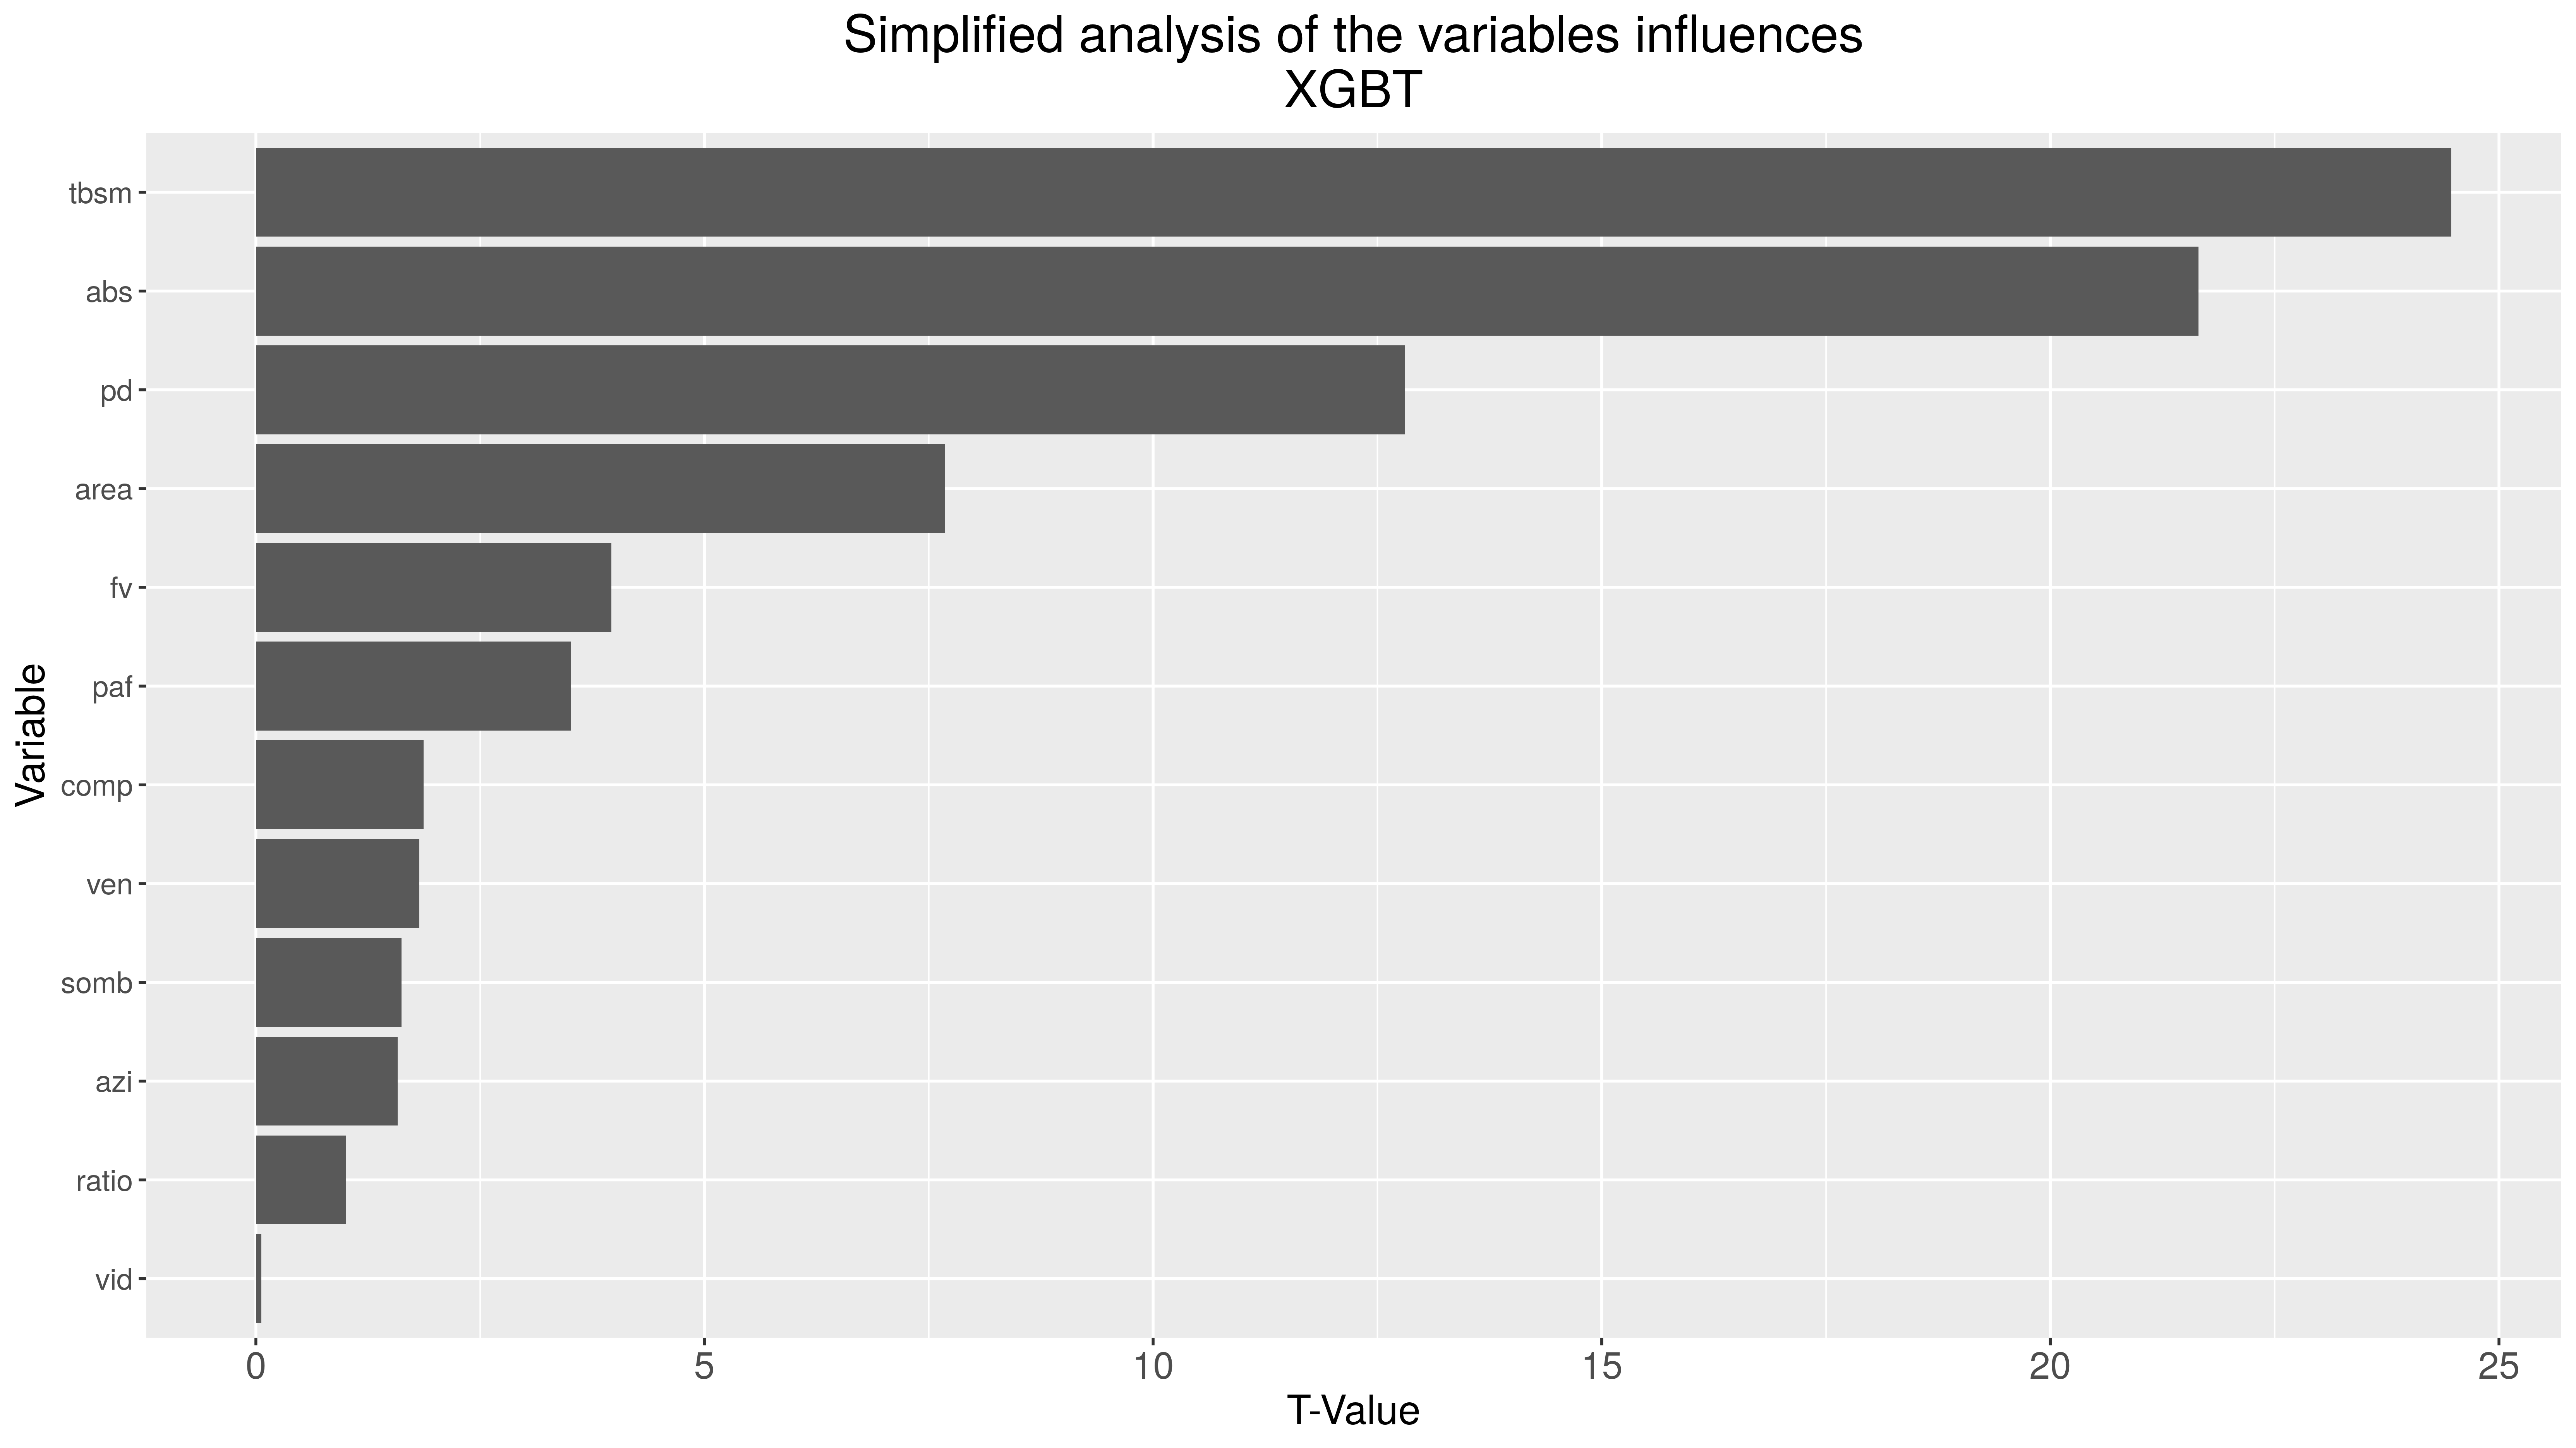 Simplified analysis of the variables influences
XGBT
Variable
tbsm
abs
pd
area
fv
paf
comp
ven
somb
azi
ratio
vid
0 5 10 15 20 25
T-Value